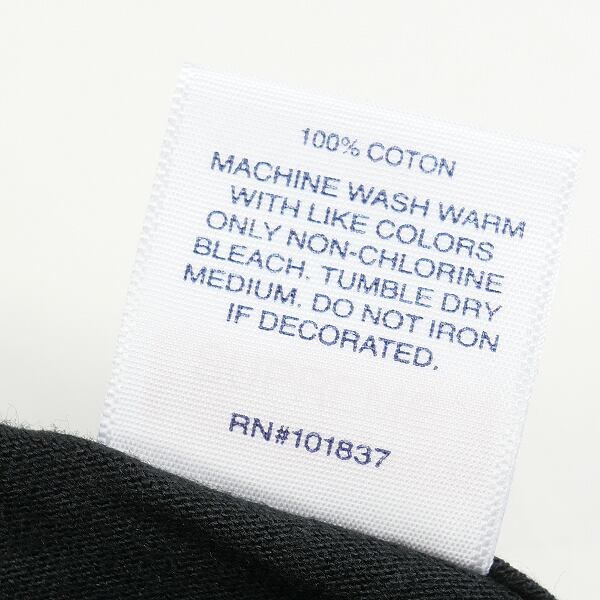 100% COTON
MACHINE WASH WARM
WITH LIKE COLORS
ONLY NON-CHLORINE
BLEACH. TUMBLE DRY
MEDIUM. DO NOT IRON
IF DECORATED.
RN#101837